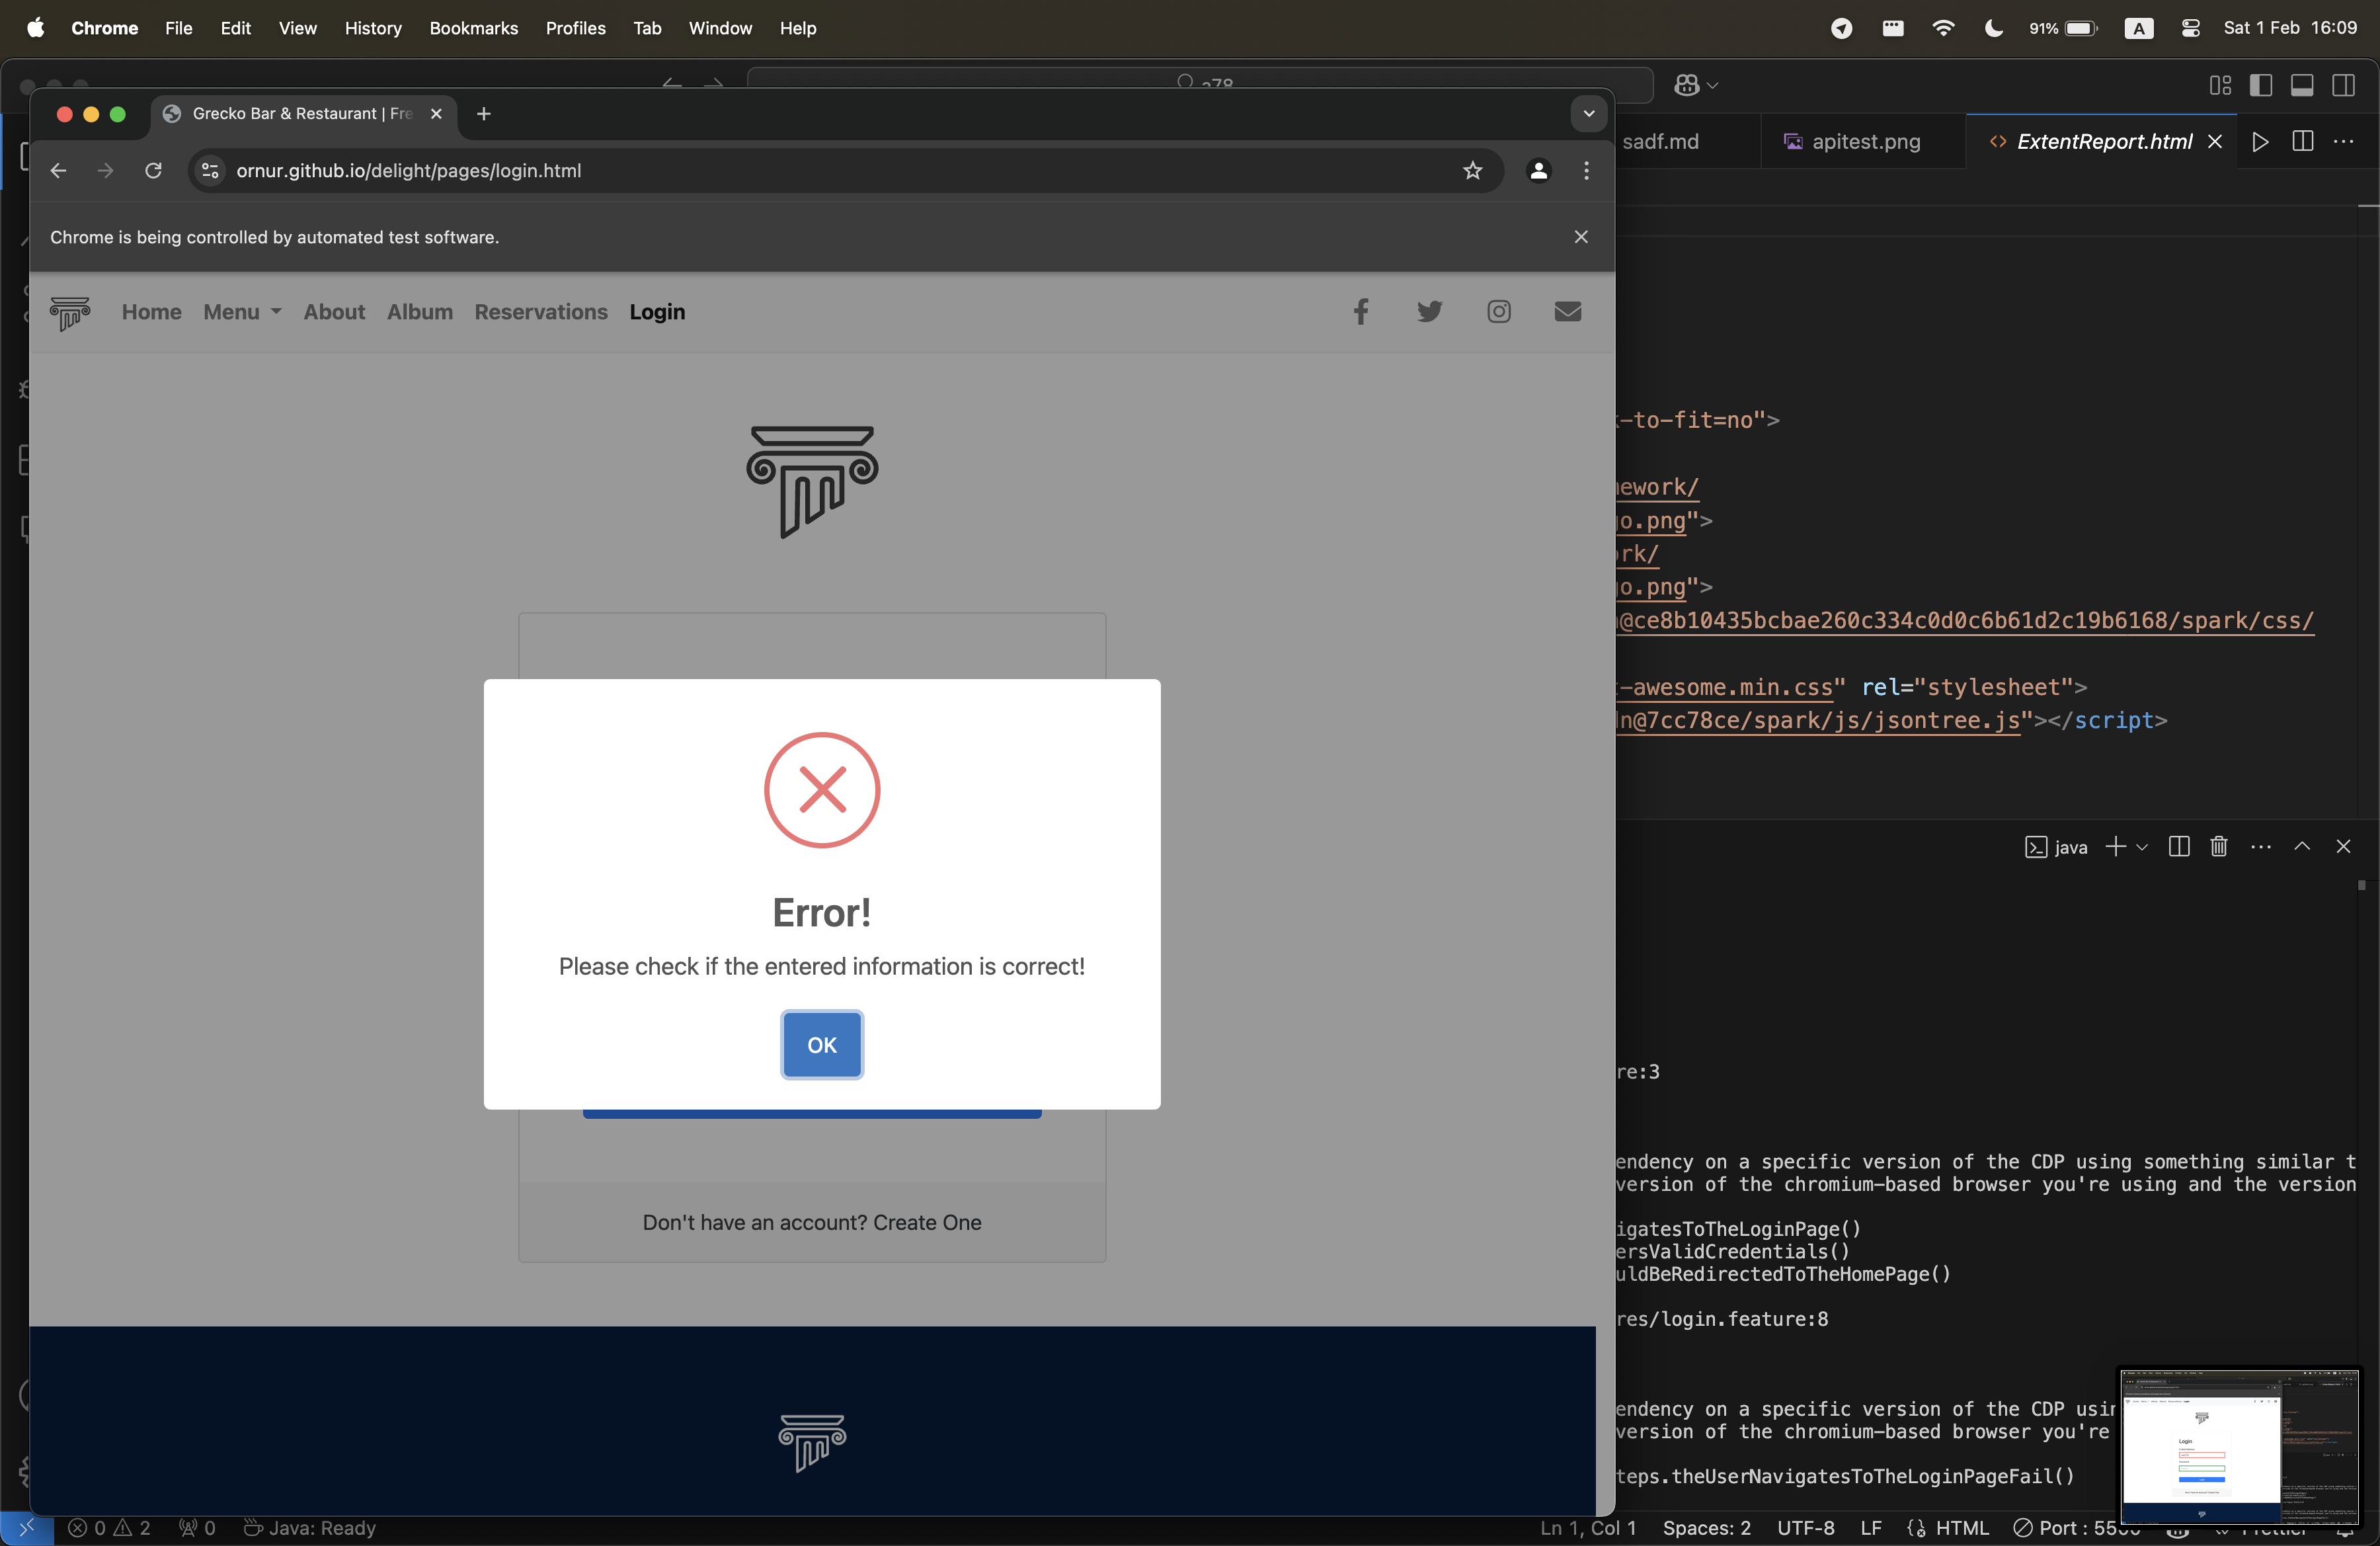 Chrome File Edit View History Bookmarks Profiles Tab Window Help
91% A Sat 1 Feb 16:09
Grecko Bar & Restaurant | Fre
sadf.md apitest.png ExtentReport.html
ornur.github.io/delight/pages/login.html
Chrome is being controlled by automated test software.
Home Menu About Album Reservations Login
Error!
Please check if the entered information is correct!
OK
Don't have an account? Create One
-to-fit=no">
ework/
o.png">
rk/
o.png">
@ce8b10435bcbae260c334c0d0c6b61d2c19b6168/spark/css/
-awesome.min.css" rel="stylesheet">
n@7cc78ce/spark/js/jsontree.js"></script>
java
re:3
endency on a specific version of the CDP using something similar t
version of the chromium-based browser you're using and the version
igatesToTheLoginPage()
ersValidCredentials()
uldBeRedirectedToTheHomePage()
res/login.feature:8
endency on a specific version of the CDP usin
version of the chromium-based browser you're
teps.theUserNavigatesToTheLoginPageFail()
0 2 0 Java: Ready
Ln 1, Col 1 Spaces: 2 UTF-8 LF HTML Port : 5500 Prettier
Login